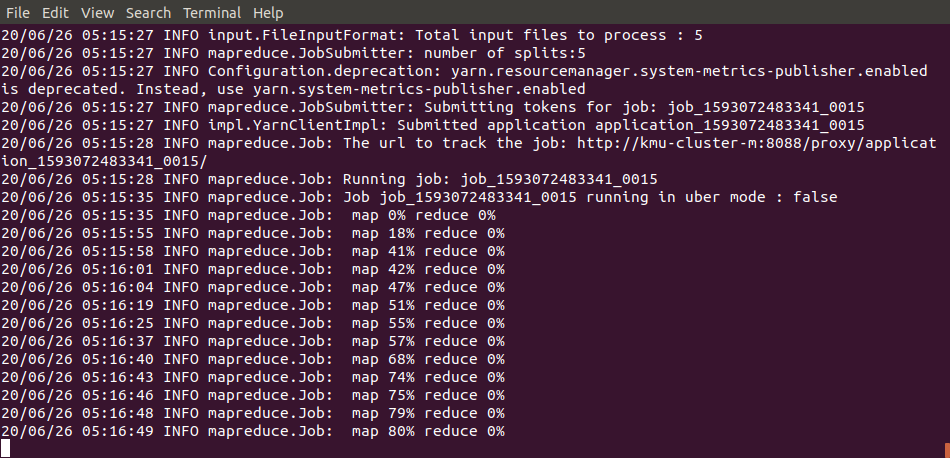 File Edit View Search Terminal Help
20/06/26 05:15:27 INFO input.FileInputFormat: Total input files to process : 5
20/06/26 05:15:27 INFO mapreduce.JobSubmitter: number of splits:5
20/06/26 05:15:27 INFO Configuration.deprecation: yarn.resourcemanager.system-metrics-publisher.enabled
is deprecated. Instead, use yarn.system-metrics-publisher.enabled
20/06/26 05:15:27 INFO mapreduce.JobSubmitter: Submitting tokens for job: job_1593072483341_0015
20/06/26 05:15:27 INFO impl.YarnClientImpl: Submitted application application_1593072483341_0015
20/06/26 05:15:28 INFO mapreduce.Job: The url to track the job: http://kmu-cluster-m:8088/proxy/applicat
ion_1593072483341_0015/
20/06/26 05:15:28 INFO mapreduce.Job: Running job: job_1593072483341_0015
20/06/26 05:15:35 INFO mapreduce.Job: Job job_1593072483341_0015 running in uber mode : false
20/06/26 05:15:35 INFO mapreduce.Job:  map 0% reduce 0%
20/06/26 05:15:55 INFO mapreduce.Job:  map 18% reduce 0%
20/06/26 05:15:58 INFO mapreduce.Job:  map 41% reduce 0%
20/06/26 05:16:01 INFO mapreduce.Job:  map 42% reduce 0%
20/06/26 05:16:04 INFO mapreduce.Job:  map 47% reduce 0%
20/06/26 05:16:19 INFO mapreduce.Job:  map 51% reduce 0%
20/06/26 05:16:25 INFO mapreduce.Job:  map 55% reduce 0%
20/06/26 05:16:37 INFO mapreduce.Job:  map 57% reduce 0%
20/06/26 05:16:40 INFO mapreduce.Job:  map 68% reduce 0%
20/06/26 05:16:43 INFO mapreduce.Job:  map 74% reduce 0%
20/06/26 05:16:46 INFO mapreduce.Job:  map 75% reduce 0%
20/06/26 05:16:48 INFO mapreduce.Job:  map 79% reduce 0%
20/06/26 05:16:49 INFO mapreduce.Job:  map 80% reduce 0%